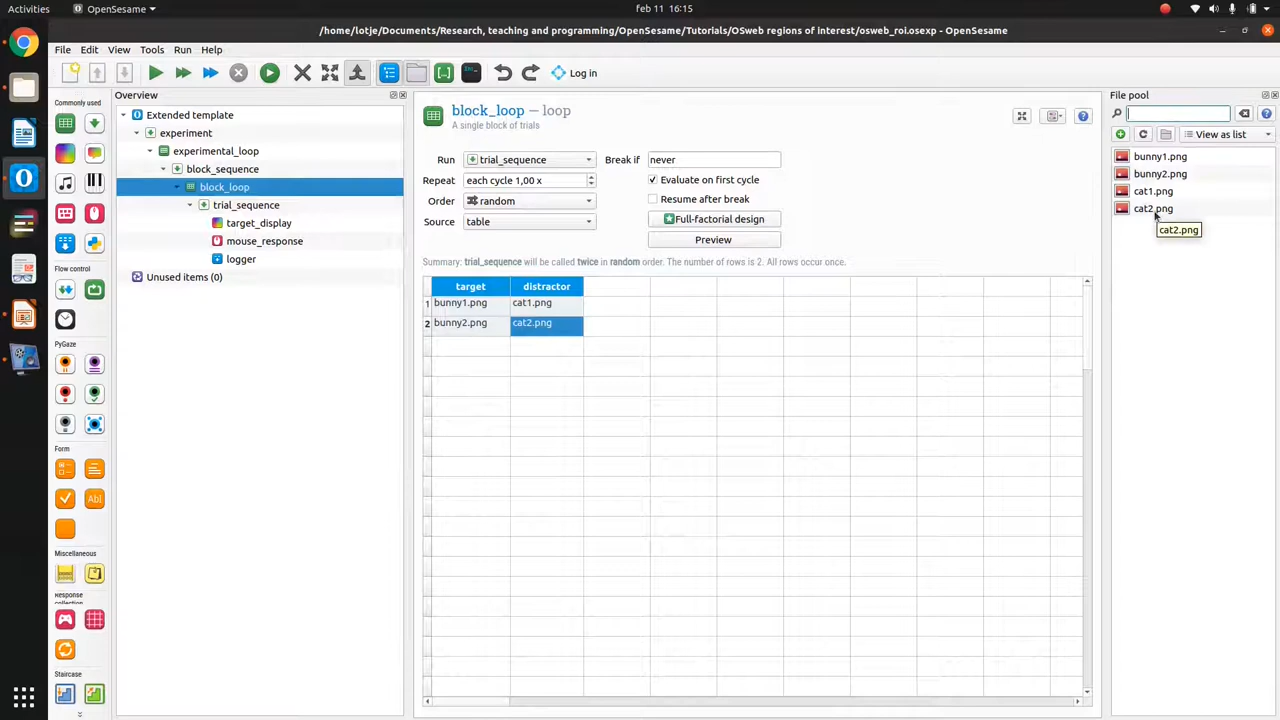 Activities OpenSesame feb 11 16:15
/home/lotje/Documents/Research, teaching and programming/OpenSesame/Tutorials/OSweb regions of interest/osweb_roi.osexp - OpenSesame
File Edit View Tools Run Help
Log in
Commonly used
Flow control
PyGaze
Form
Abl
Miscellaneous
Response
collection
Staircase
Overview
Extended template
experiment
experimental_loop
block_sequence
block_loop
trial_sequence
target_display
mouse_response
logger
Unused items (0)
block_loop – loop
A single block of trials
Run trial_sequence Break if never
Repeat each cycle 1,00 x Evaluate on first cycle
Order random Resume after break
Source table Full-factorial design
Preview
Summary: trial_sequence will be called twice in random order. The number of rows is 2. All rows occur once.
target distractor
1 bunny1.png cat1.png
2 bunny2.png cat2.png
File pool
View as list
bunny1.png
bunny2.png
cat1.png
cat2.png
cat2.png